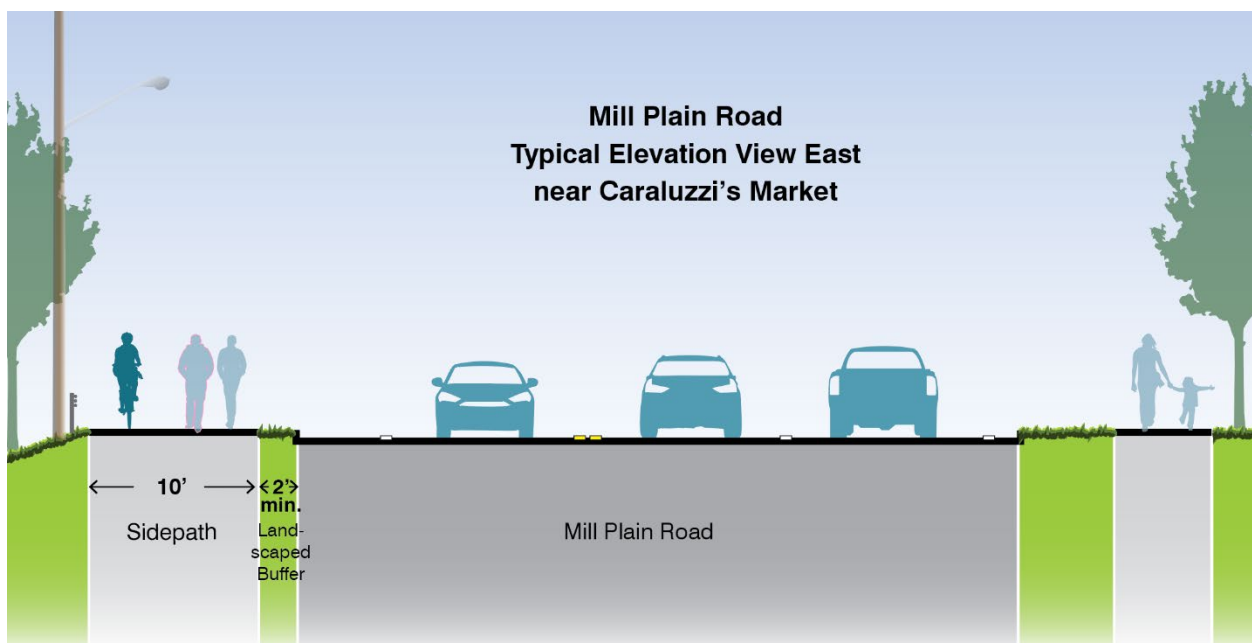 Mill Plain Road
Typical Elevation View East
near Caraluzzi's Market
10'
2'
min.
Sidepath
Land-
scaped
Buffer
Mill Plain Road